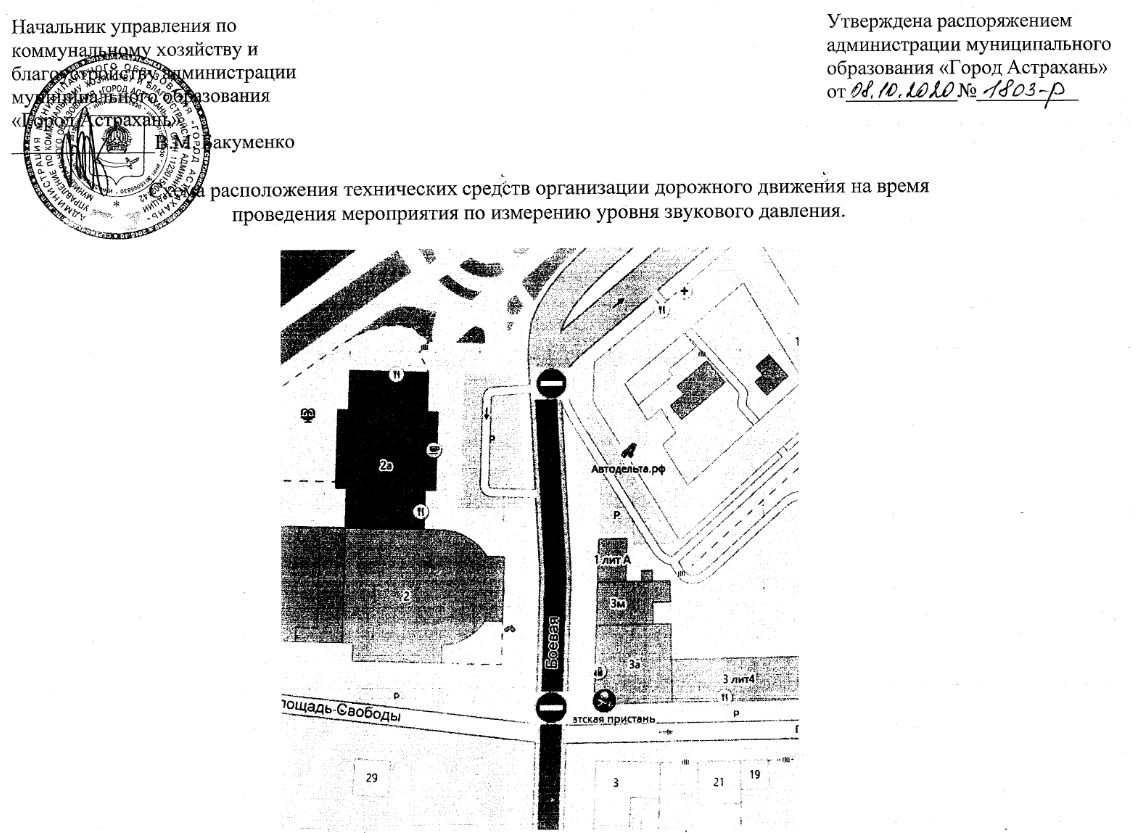 Начальник управления по
коммунальному хозяйству и
благоустройству администрации
муниципального образования
«Город Астрахань»
В.М. Бакуменко
Утверждена распоряжением
администрации муниципального
образования «Город Астрахань»
от 08.10.2020 № 1803-р
расположения технических средств организации дорожного движения на время
проведения мероприятия по измерению уровня звукового давления.
2а
Р
Автодельта.рф
Р
1 лит А
2
3м
Боевая
3а
3 лит4
Р
лощадь Свободы
атская пристань
Р
29
3
21
19